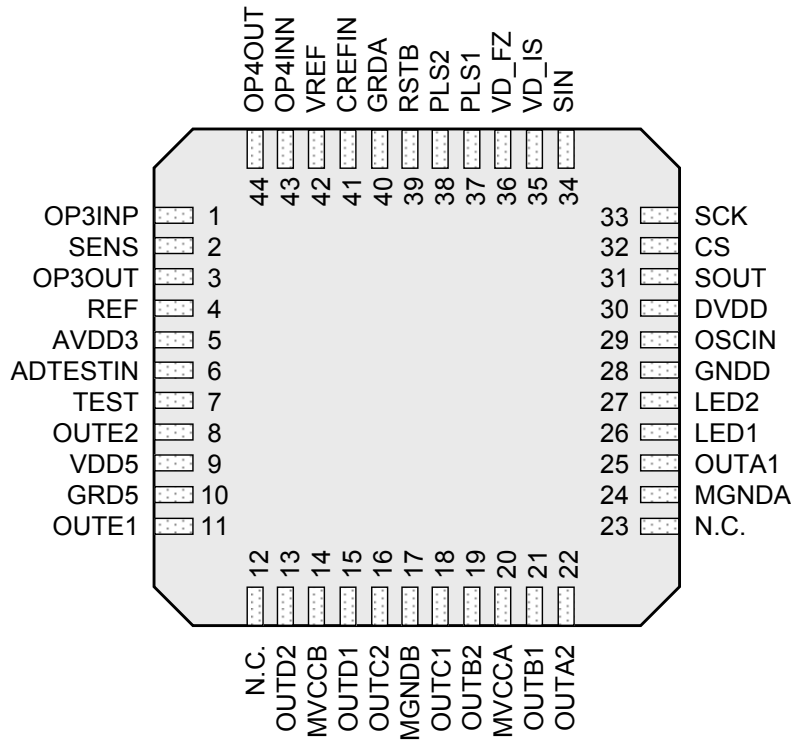 OP4OUT
OP4INN
VREF
CREFIN
GRDA
RSTB
PLS2
PLS1
VD_FZ
VD_IS
SIN
44
43
42
41
40
39
38
37
36
35
34
OP3INP 1
SENS 2
OP3OUT 3
REF 4
AVDD3 5
ADTESTIN 6
TEST 7
OUTE2 8
VDD5 9
GRD5 10
OUTE1 11
33 SCK
32 CS
31 SOUT
30 DVDD
29 OSCIN
28 GNDD
27 LED2
26 LED1
25 OUTA1
24 MGNDA
23 N.C.
12
13
14
15
16
17
18
19
20
21
22
N.C.
OUTD2
MVCCB
OUTD1
OUTC2
MGNDB
OUTC1
OUTB2
MVCCA
OUTB1
OUTA2